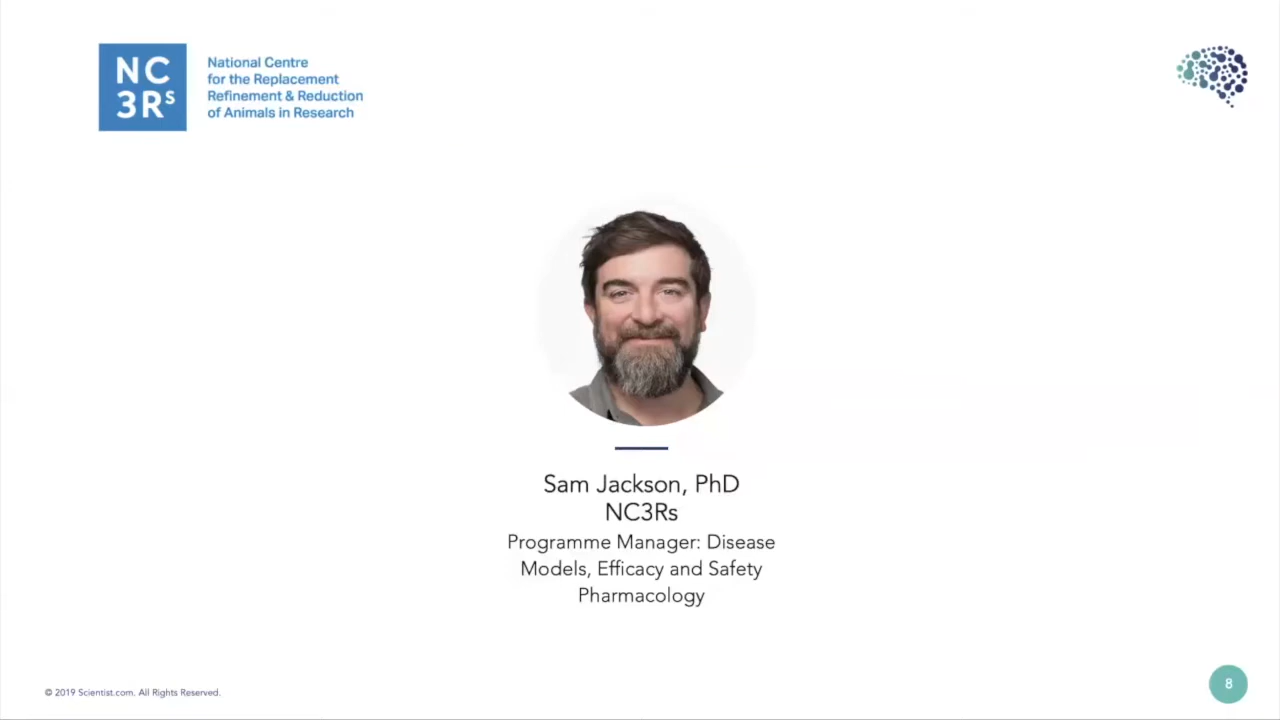 NC
3Rs
National Centre
for the Replacement
Refinement & Reduction
of Animals in Research
Sam Jackson, PhD
NC3Rs
Programme Manager: Disease
Models, Efficacy and Safety
Pharmacology
© 2019 Scientist.com. All Rights Reserved.
8